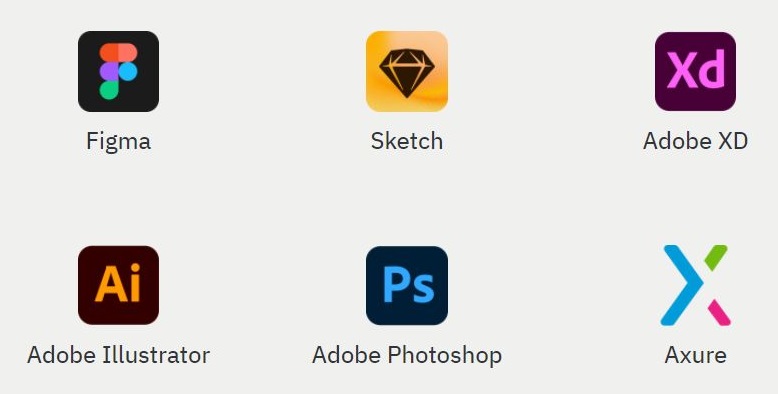 Figma
Sketch
Xd
Adobe XD
Ai
Adobe Illustrator
Ps
Adobe Photoshop
Axure